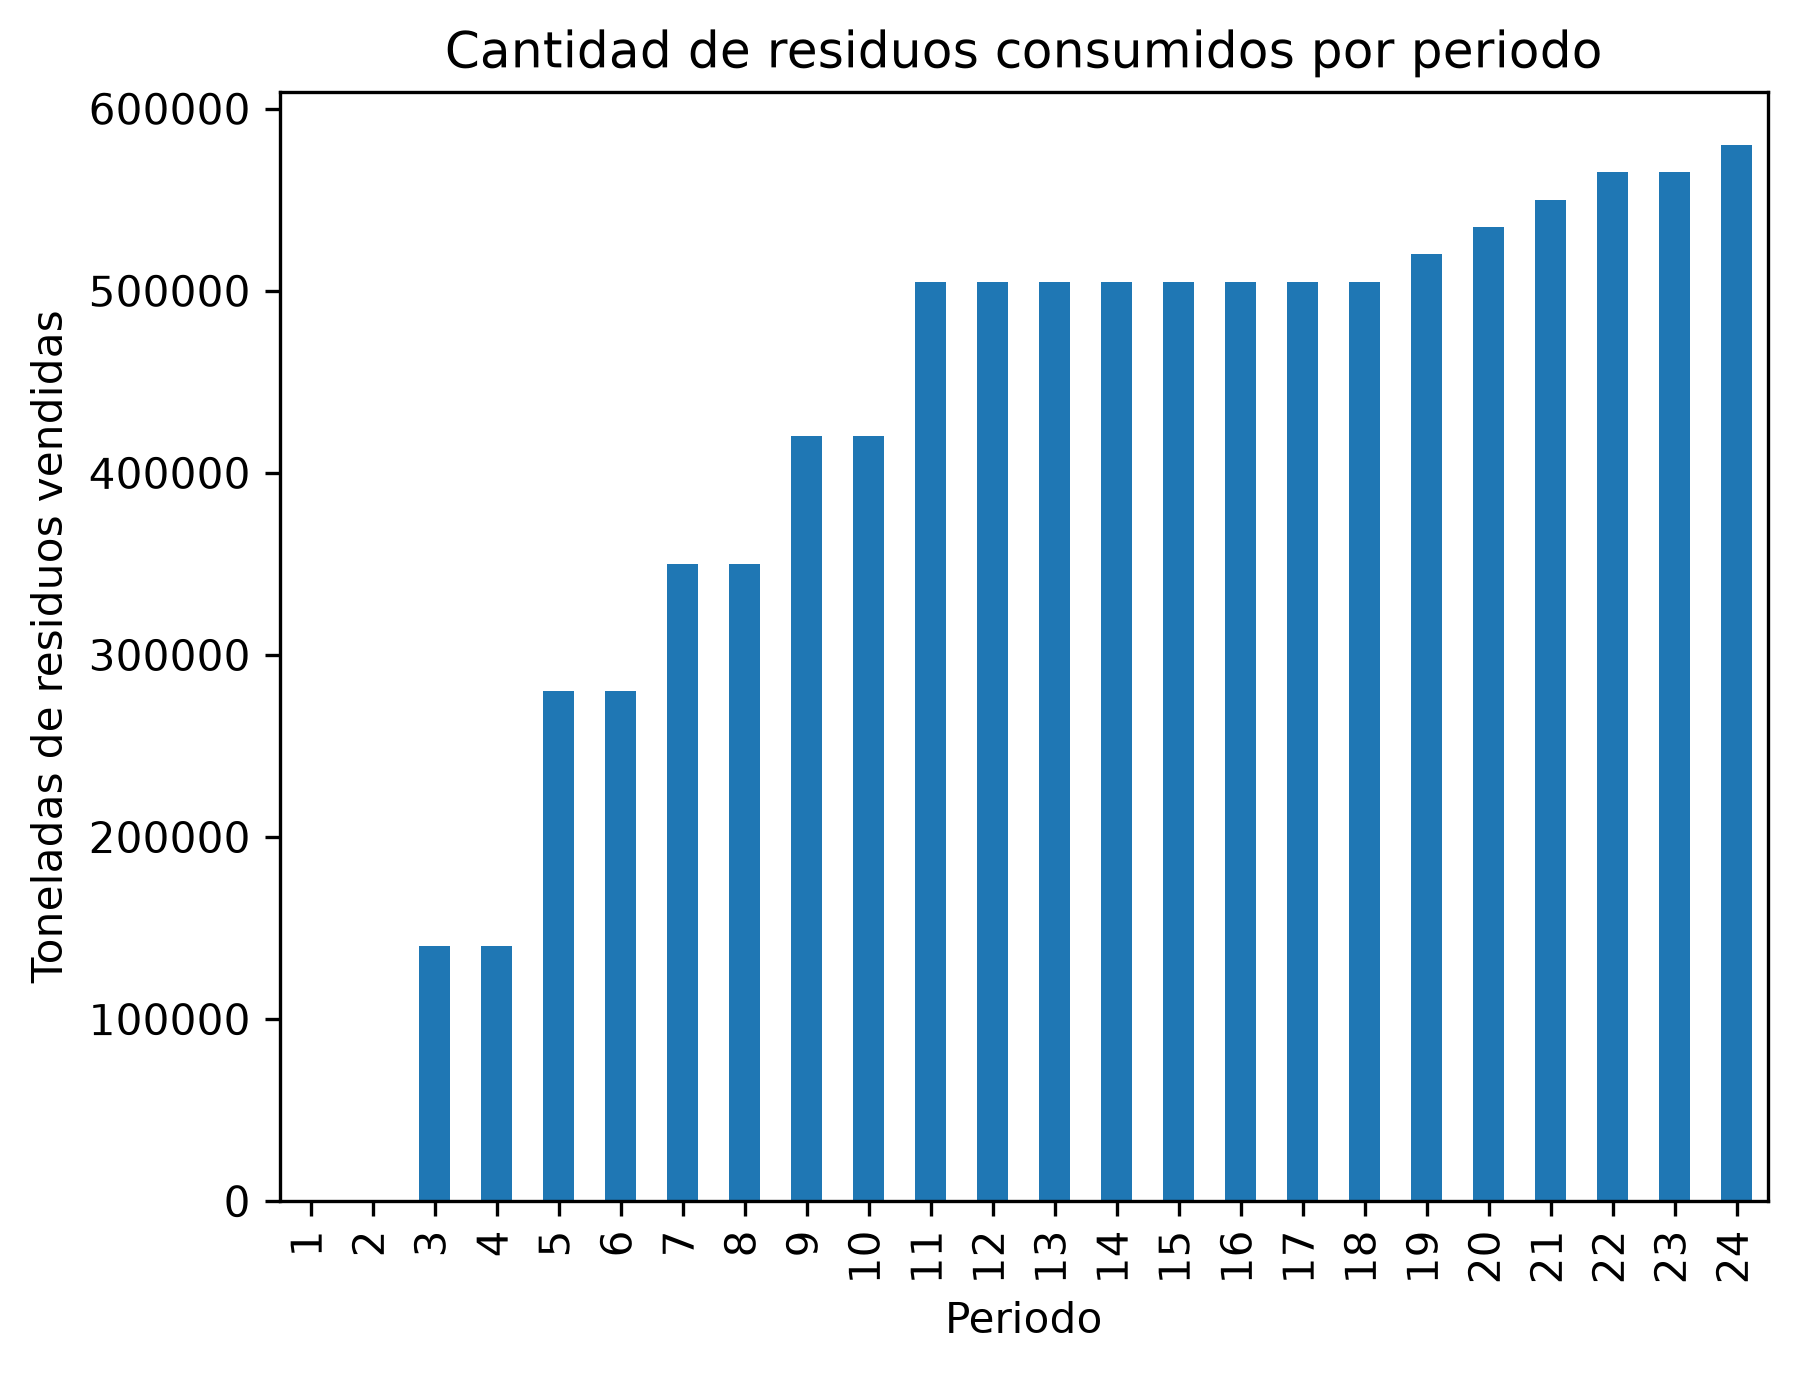 Cantidad de residuos consumidos por periodo
Toneladas de residuos vendidas
600000
500000
400000
300000
200000
100000
0
1 2 3 4 5 6 7 8 9 10 11 12 13 14 15 16 17 18 19 20 21 22 23 24
Periodo